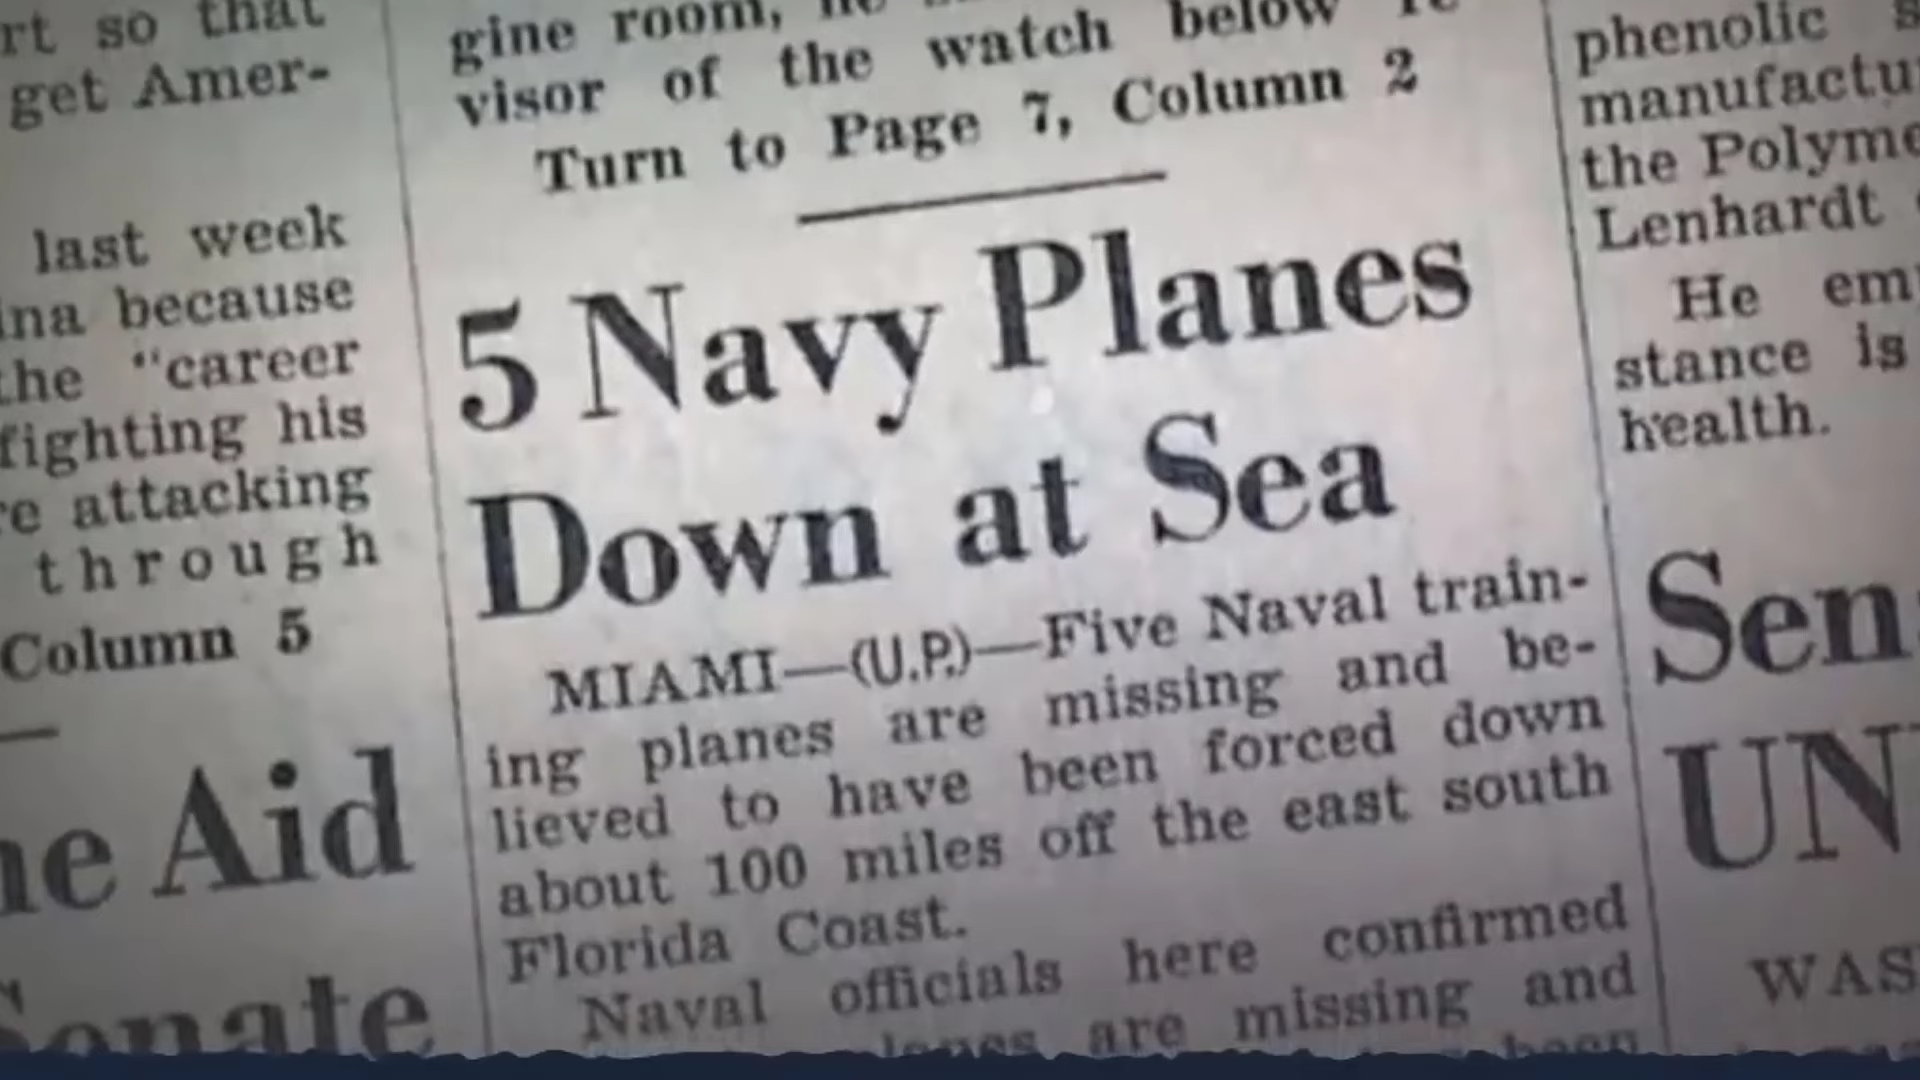 rt so that
get Amer-
last week
ina because
the "career
fighting his
re attacking
through
Column 5
ne Aid
Senate
gine room,
visor of the watch below
Turn to Page 7, Column 2
5 Navy Planes
Down at Sea
MIAMI—(U.P.)—Five Naval train-
ing planes are missing and be-
lieved to have been forced down
about 100 miles off the east south
Florida Coast.
Naval officials here confirmed
are missing and
been
phenolic
manufactu
the Polyme
Lenhardt
He em
stance is
health.
Sen
UN
WAS